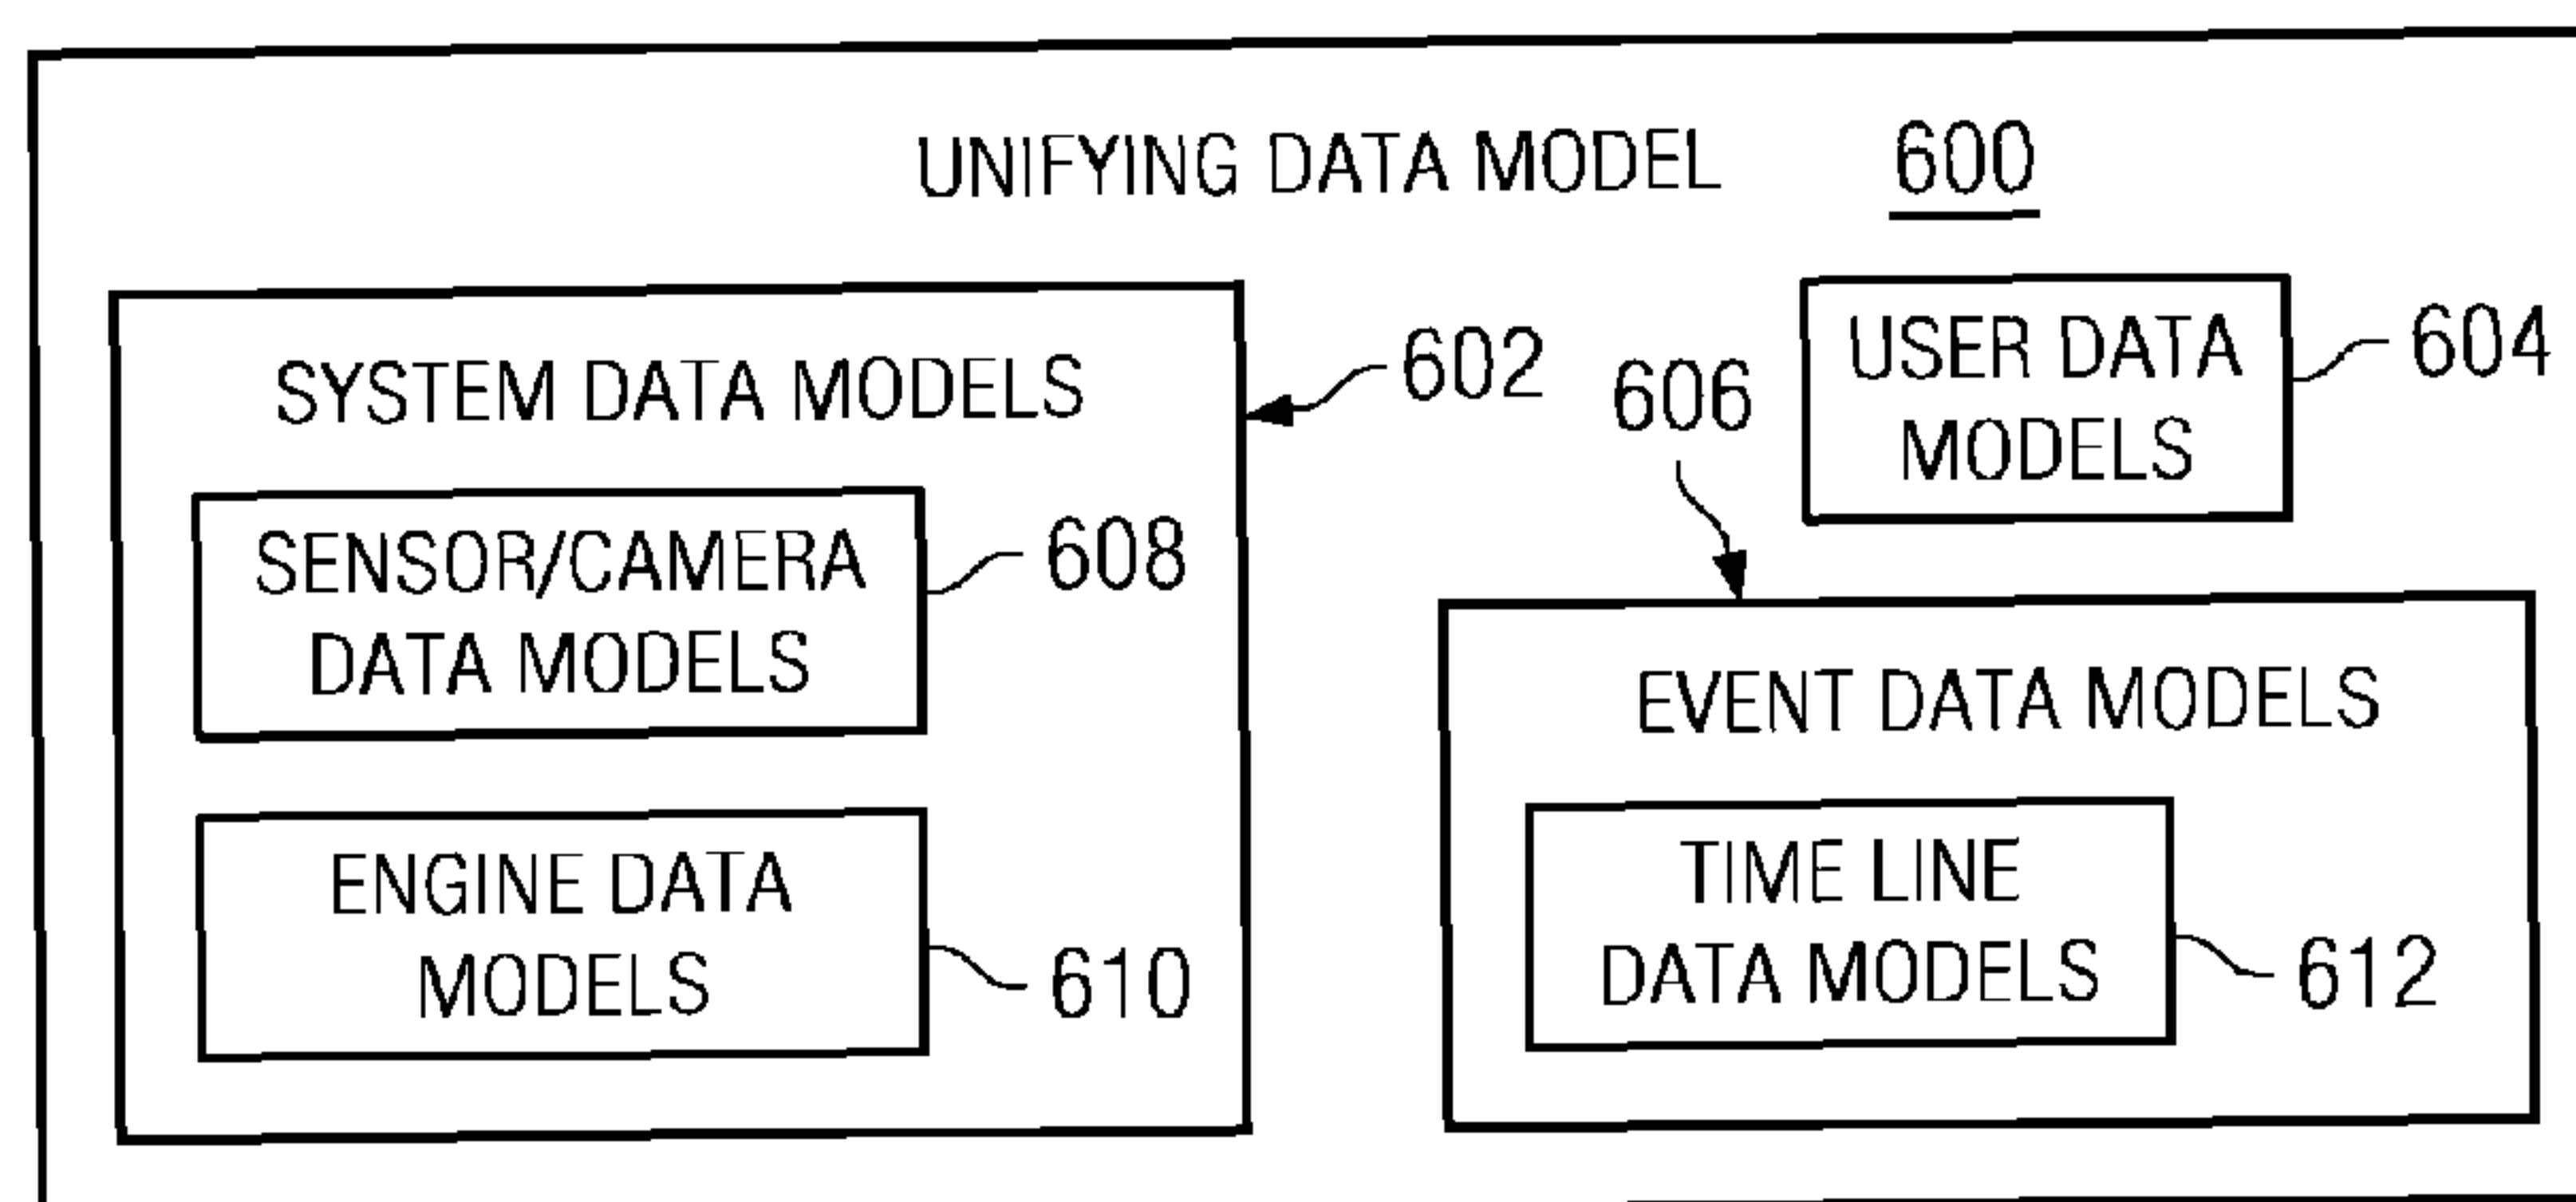 UNIFYING DATA MODEL 600
SYSTEM DATA MODELS
602
SENSOR/CAMERA
DATA MODELS
608
ENGINE DATA
MODELS
610
USER DATA
MODELS
604
606
EVENT DATA MODELS
TIME LINE
DATA MODELS
612